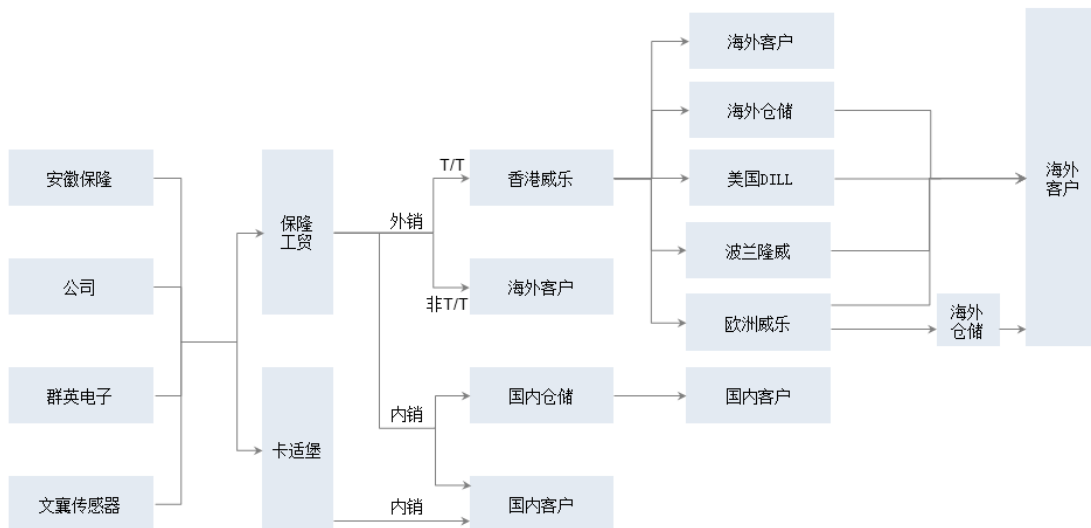 安徽保隆
公司
群英电子
文襄传感器
保隆
工贸
卡适堡
外销
T/T
非T/T
内销
内销
香港威乐
海外客户
国内仓储
国内客户
海外客户
海外仓储
美国DILL
波兰隆威
欧洲威乐
国内客户
海外
仓储
海外
客户